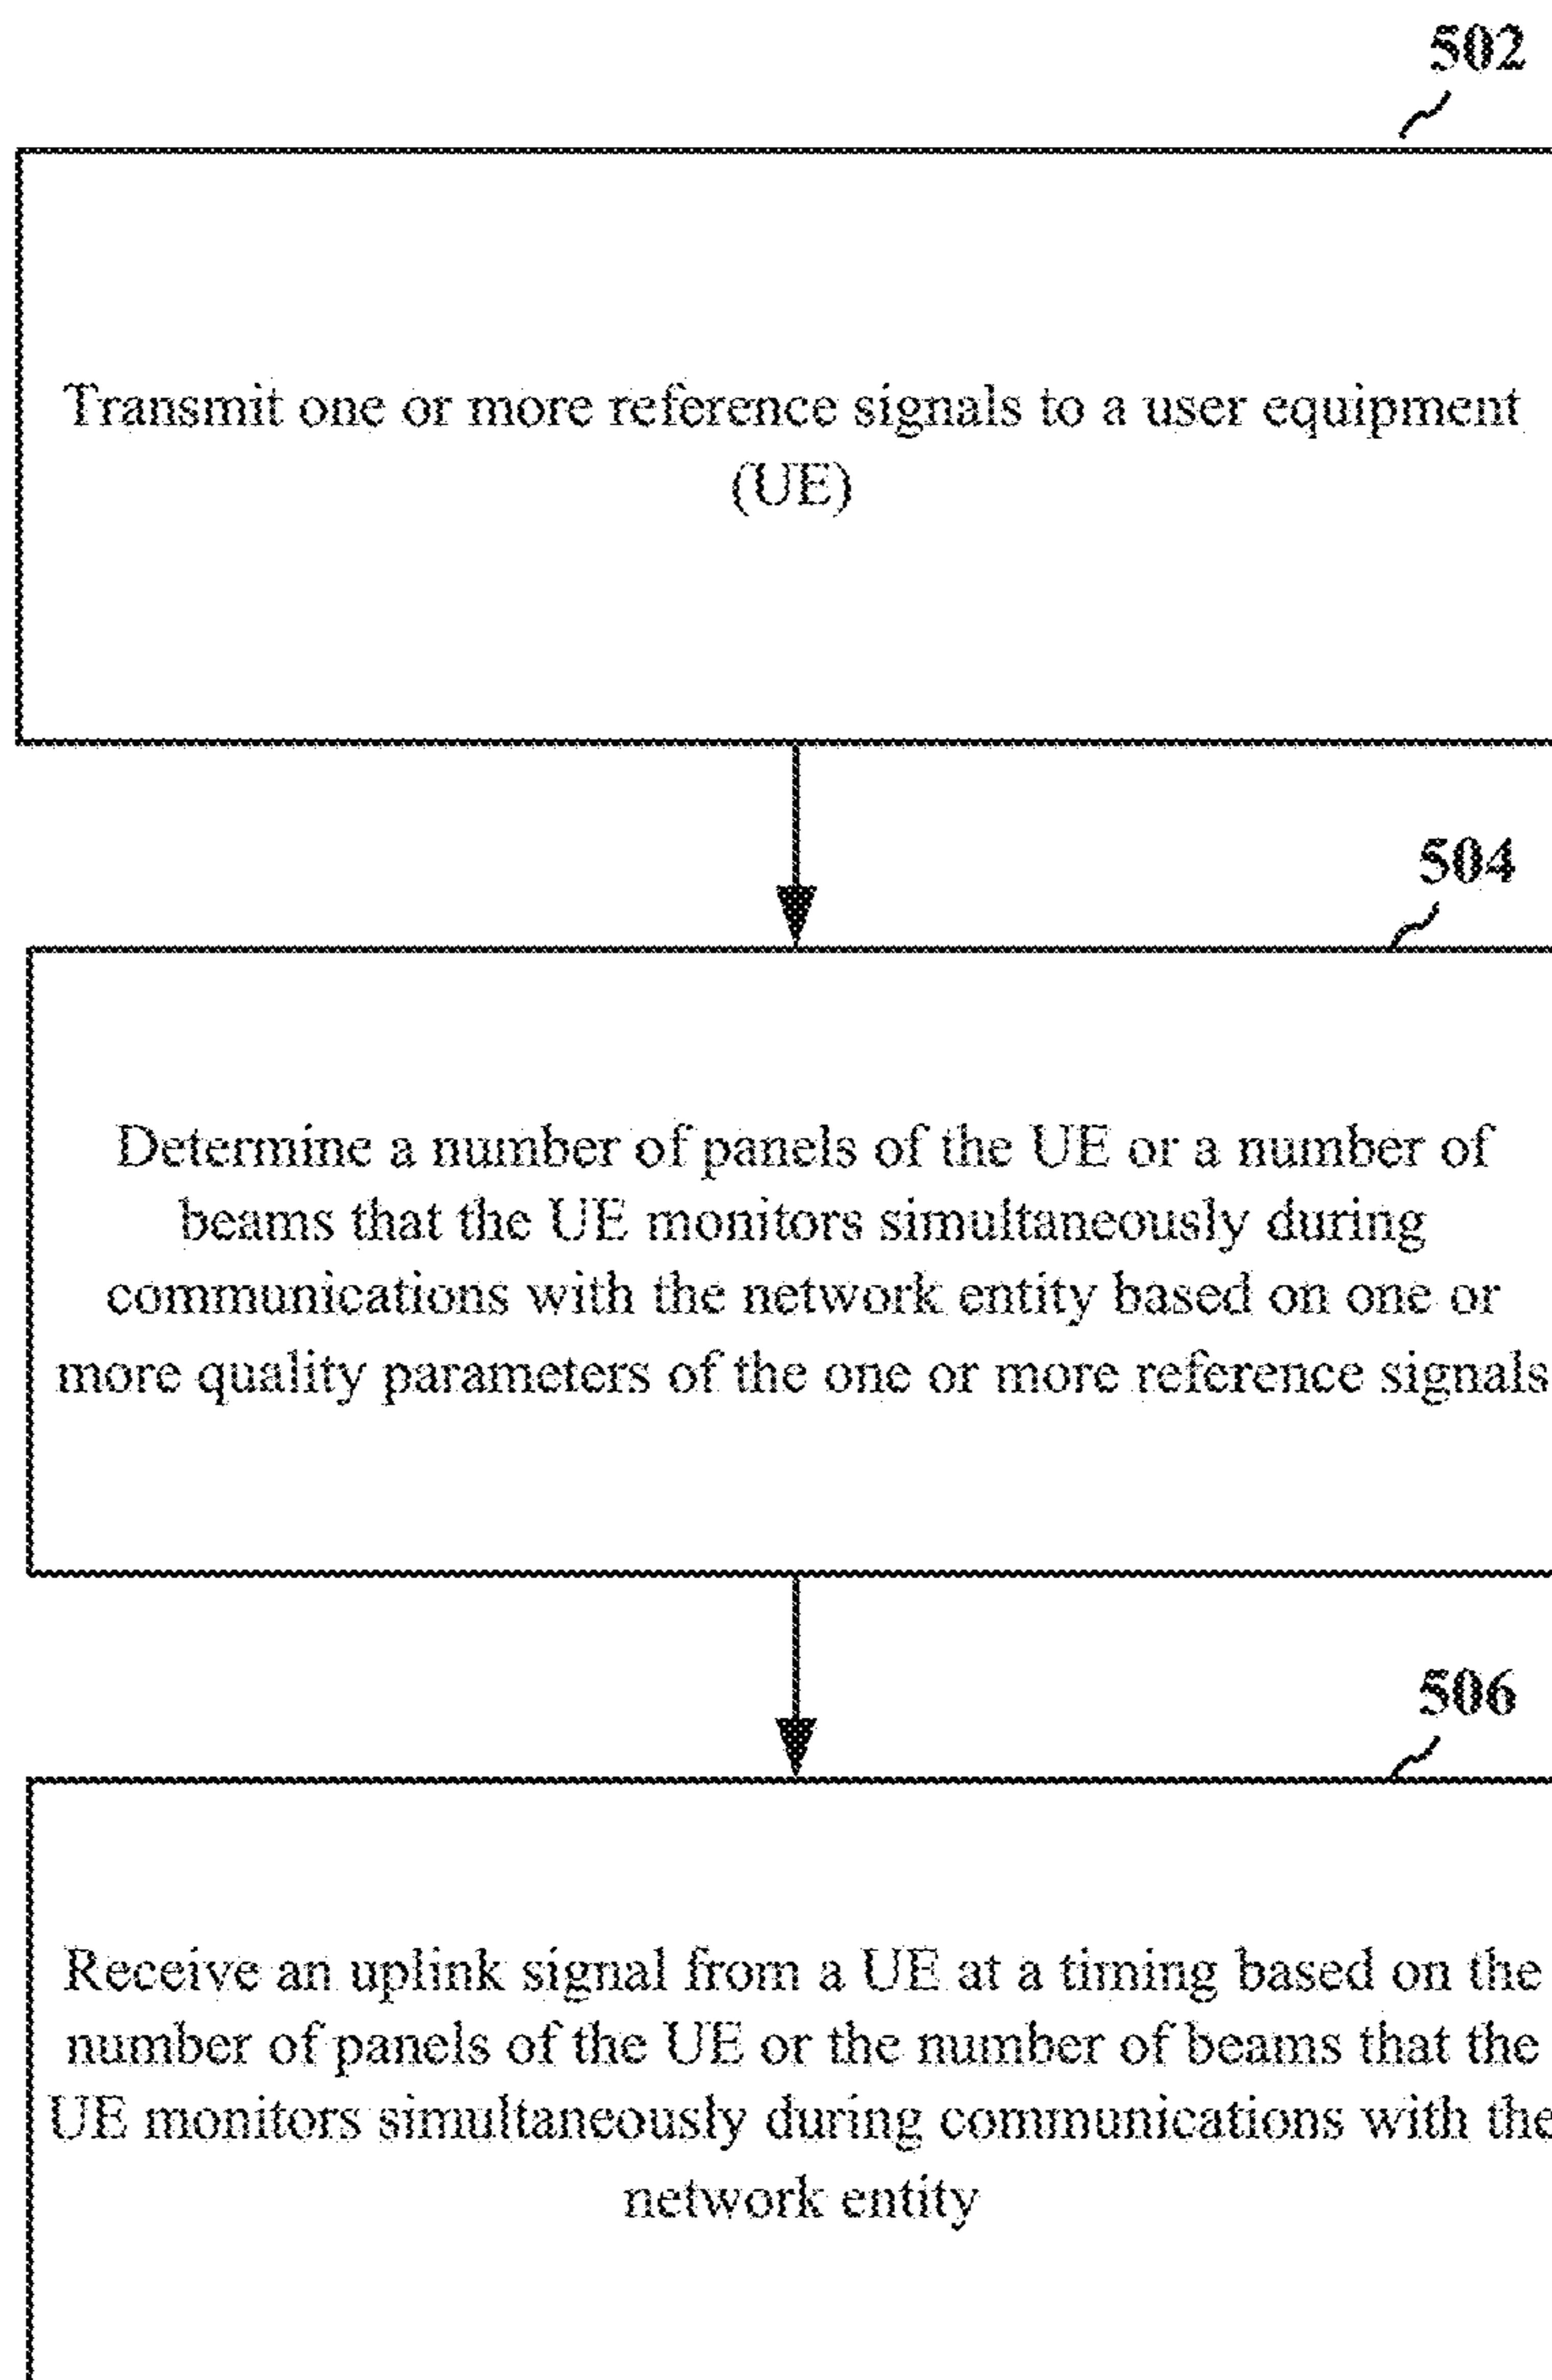 502
Transmit one or more reference signals to a user equipment
(UE)
504
Determine a number of panels of the UE or a number of
beams that the UE monitors simultaneously during
communications with the network entity based on one or
more quality parameters of the one or more reference signals
506
Receive an uplink signal from a UE at a timing based on the
number of panels of the UE or the number of beams that the
UE monitors simultaneously during communications with the
network entity